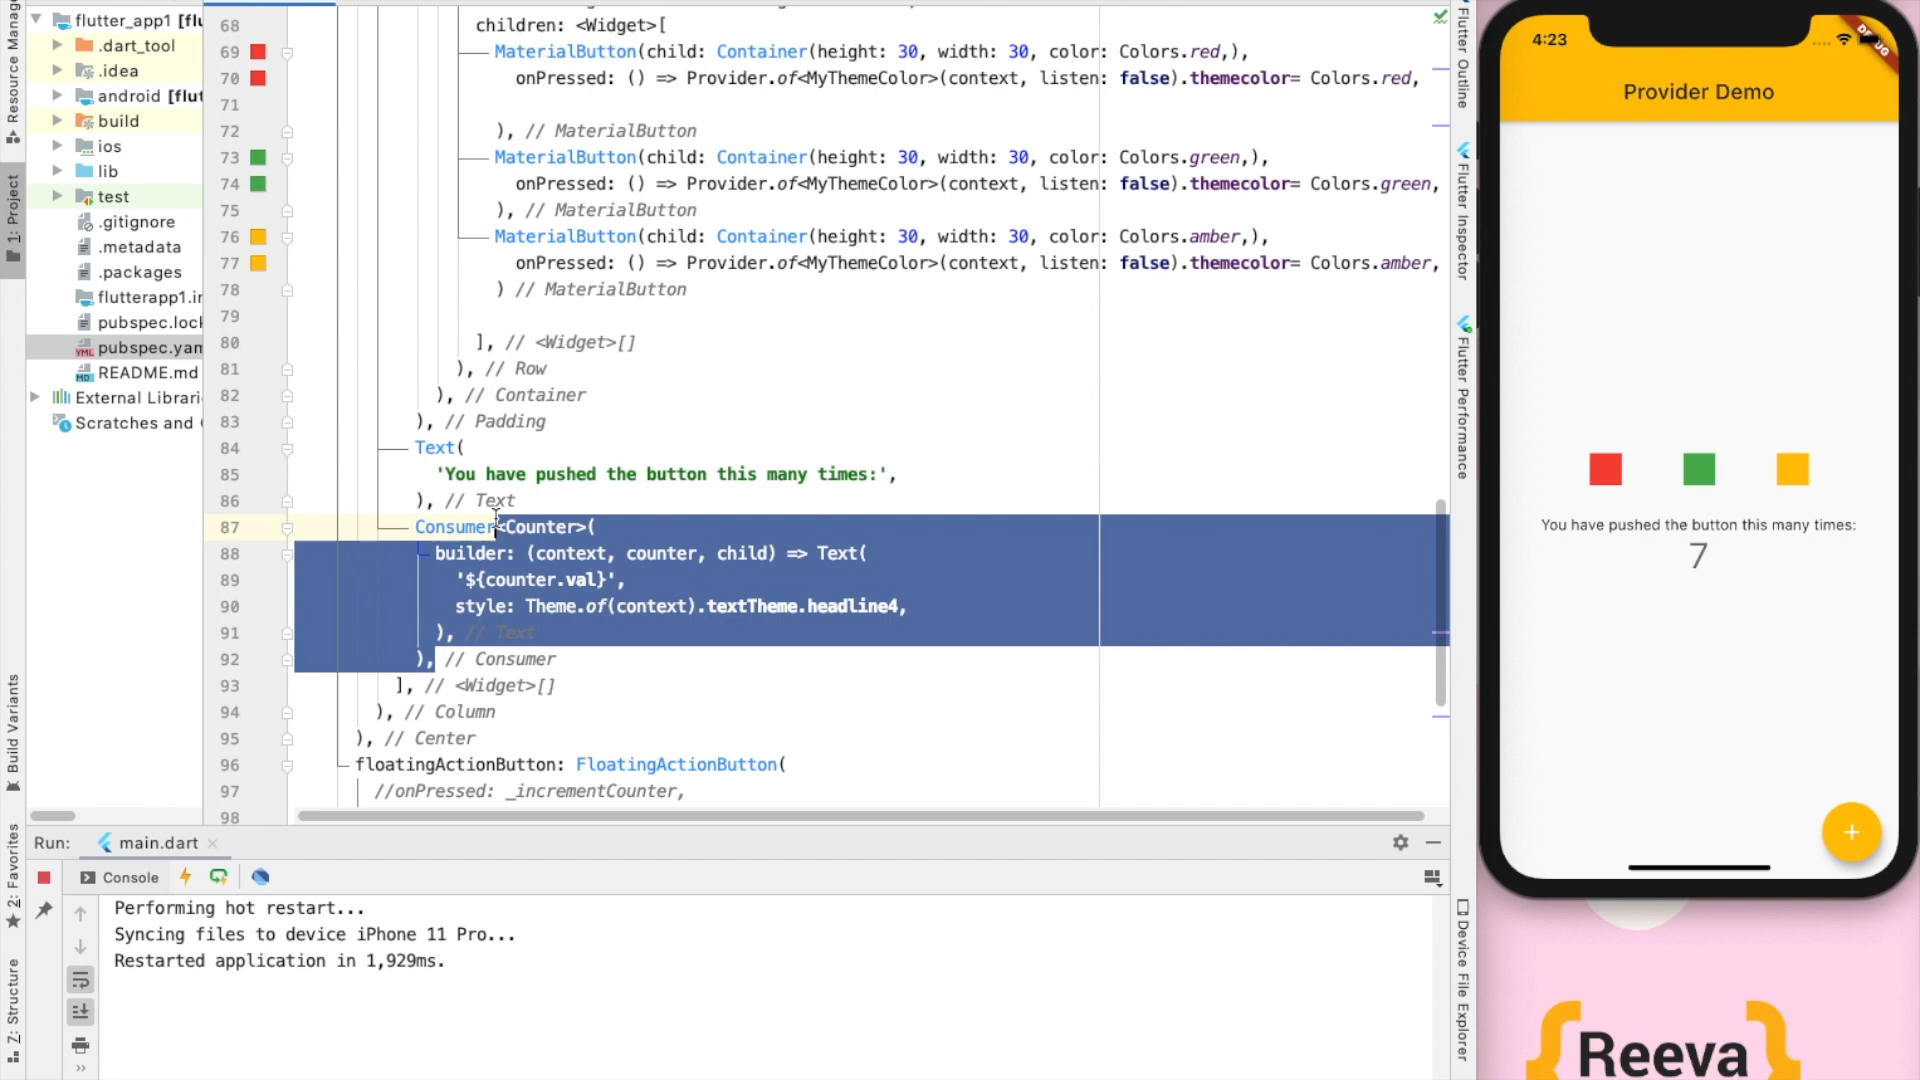 flutter_app1 [flu
.dart_tool
.idea
android [flut
build
ios
lib
test
.gitignore
.metadata
.packages
flutterapp1.ir
pubspec.lock
YML pubspec.yam
MD README.md
External Librari
Scratches and
Resource Manag
1: Project
Build Variants
2: Favorites
7: Structure
68 children: <Widget>[
69 MaterialButton(child: Container(height: 30, width: 30, color: Colors.red,),
70 onPressed: () => Provider.of<MyThemeColor>(context, listen: false).themecolor= Colors.red,
71
72 ), // MaterialButton
73 MaterialButton(child: Container(height: 30, width: 30, color: Colors.green,),
74 onPressed: () => Provider.of<MyThemeColor>(context, listen: false).themecolor= Colors.green,
75 ), // MaterialButton
76 MaterialButton(child: Container(height: 30, width: 30, color: Colors.amber,),
77 onPressed: () => Provider.of<MyThemeColor>(context, listen: false).themecolor= Colors.amber,
78 ) // MaterialButton
79
80 ], // <Widget>[]
81 ), // Row
82 ), // Container
83 ), // Padding
84 Text(
85 'You have pushed the button this many times:',
86 ), // Text
87 Consumer<Counter>(
88 builder: (context, counter, child) => Text(
89 '${counter.val}',
90 style: Theme.of(context).textTheme.headline4,
91 ), // Text
92 ), // Consumer
93 ], // <Widget>[]
94 ), // Column
95 ), // Center
96 floatingActionButton: FloatingActionButton(
97 //onPressed: _incrementCounter,
98
Flutter Outline
Flutter Inspector
Flutter Performance
Device File Explorer
Run: main.dart
Console
Performing hot restart...
Syncing files to device iPhone 11 Pro...
Restarted application in 1,929ms.
4:23
DEBUG
Provider Demo
You have pushed the button this many times:
7
+
{Reeva}